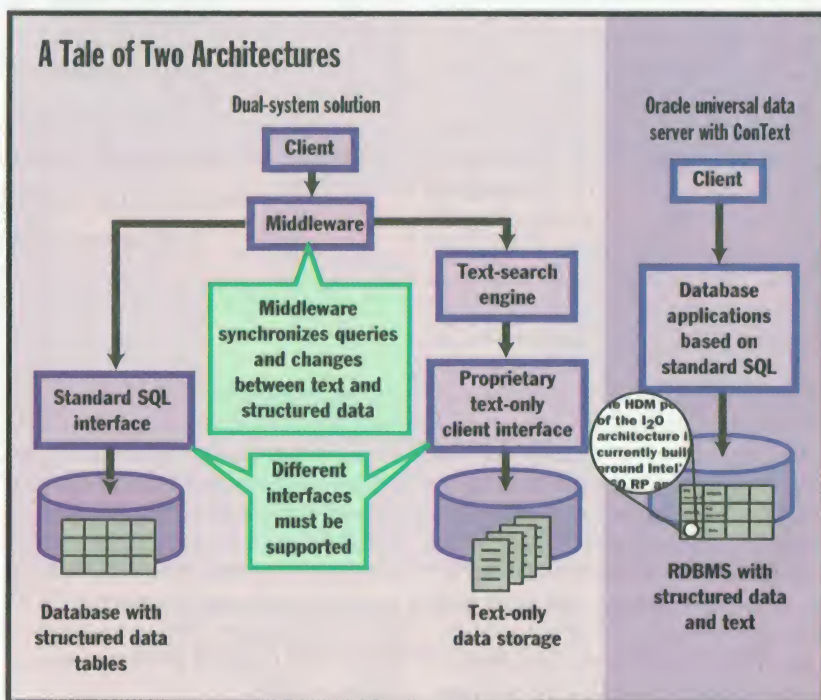 A Tale of Two Architectures
Dual-system solution
Client
Middleware
Middleware
synchronizes queries
and changes
between text and
structured data
Text-search
engine
Standard SQL
interface
Proprietary
text-only
client interface
Different
interfaces
must be
supported
Database with
structured data
tables
Text-only
data storage
Oracle universal data
server with ConText
Client
Database
applications
based on
standard SQL
HDM
of the I₂O
architecture
currently
Intel'
RP
RDBMS with
structured data
and text